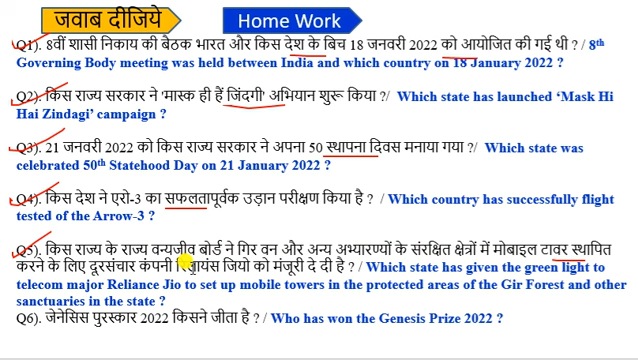 जवाब दीजिये Home Work
Q1). 8वीं शासी निकाय की बैठक भारत और किस देश के बिच 18 जनवरी 2022 को आयोजित की गई थी ? / 8th
Governing Body meeting was held between India and which country on 18 January 2022 ?
Q2). किस राज्य सरकार ने 'मास्क ही हैं जिंदगी' अभियान शुरू किया?/ Which state has launched ‘Mask Hi
Hai Zindagi’ campaign ?
Q3). 21 जनवरी 2022 को किस राज्य सरकार ने अपना 50 स्थापना दिवस मनाया गया ?/ Which state was
celebrated 50th Statehood Day on 21 January 2022 ?
Q4). किस देश ने एरो-3 का सफलतापूर्वक उड़ान परीक्षण किया है ? / Which country has successfully flight
tested of the Arrow-3 ?
Q5). किस राज्य के राज्य वन्यजीव बोर्ड ने गिर वन और अन्य अभ्यारण्यों के संरक्षित क्षेत्रों में मोबाइल टावर स्थापित
करने के लिए दूरसंचार कंपनी रिलायंस जियो को मंजूरी दे दी है ? / Which state has given the green light to
telecom major Reliance Jio to set up mobile towers in the protected areas of the Gir Forest and other
sanctuaries in the state ?
Q6). जेनेसिस पुरस्कार 2022 किसने जीता है ? / Who has won the Genesis Prize 2022 ?